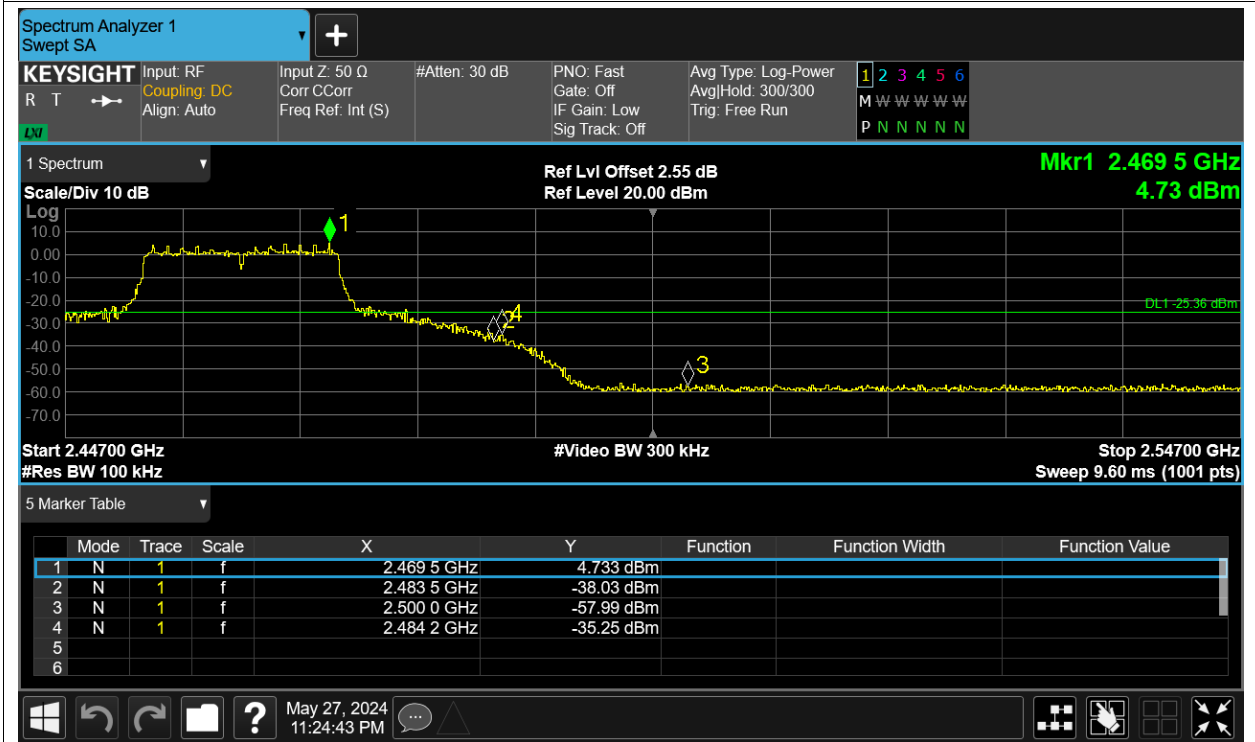 Spectrum Analyzer 1
Swept SA
KEYSIGHT
R T
LXI
Input: RF
Coupling: DC
Align: Auto
Input Z: 50 Ω
Corr CCorr
Freq Ref: Int (S)
#Atten: 30 dB
PNO: Fast
Gate: Off
IF Gain: Low
Sig Track: Off
Avg Type: Log-Power
Avg|Hold: 300/300
Trig: Free Run
1 2 3 4 5 6
M W W W W W
P N N N N N
1 Spectrum
Scale/Div 10 dB
Ref Lvl Offset 2.55 dB
Ref Level 20.00 dBm
Mkr1 2.469 5 GHz
4.73 dBm
Log
10.0
0.00
-10.0
-20.0
-30.0
-40.0
-50.0
-60.0
-70.0
1
2
4
3
DL1 -25.36 dBm
Start 2.44700 GHz
#Video BW 300 kHz
Stop 2.54700 GHz
#Res BW 100 kHz
Sweep 9.60 ms (1001 pts)
5 Marker Table
Mode Trace Scale X Y Function Function Width Function Value
1 N 1 f 2.469 5 GHz 4.733 dBm
2 N 1 f 2.483 5 GHz -38.03 dBm
3 N 1 f 2.500 0 GHz -57.99 dBm
4 N 1 f 2.484 2 GHz -35.25 dBm
5
6
?
May 27, 2024
11:24:43 PM